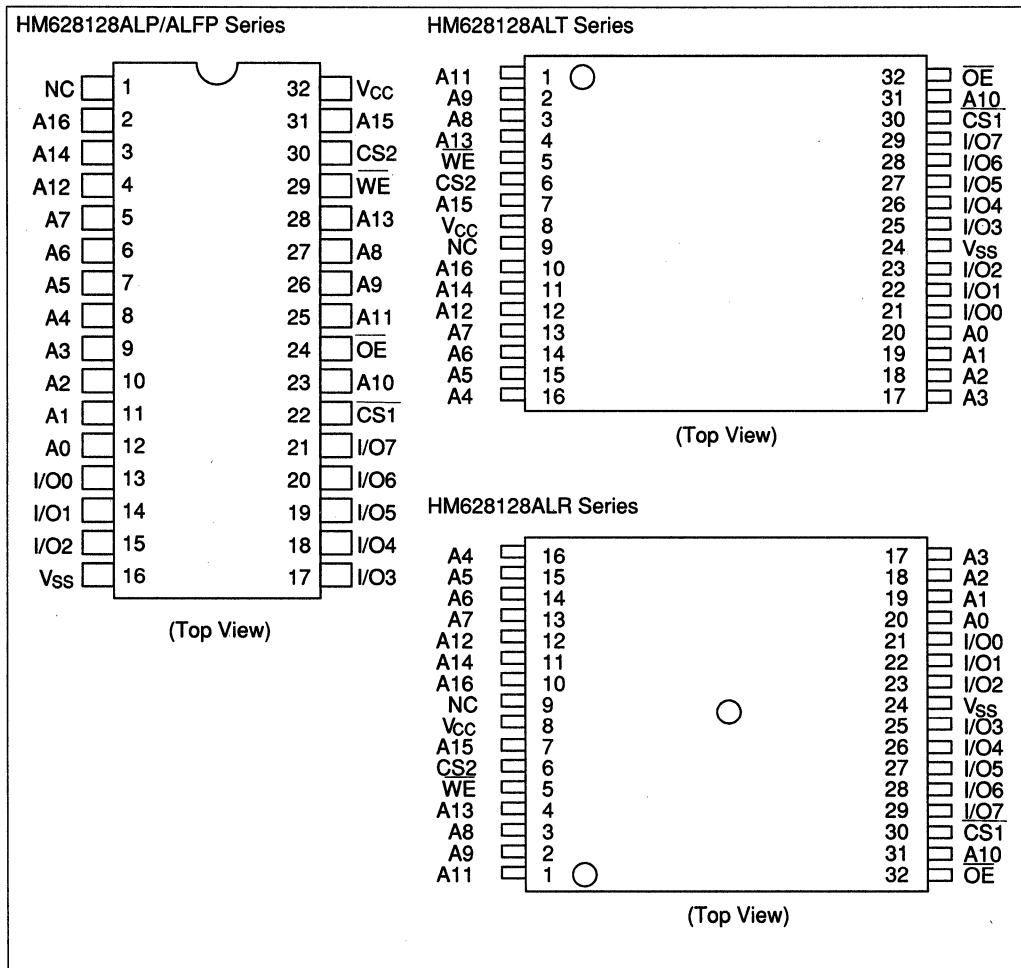 HM628128ALP/ALFP Series
NC 1 32 VCC
A16 2 31 A15
A14 3 30 CS2
A12 4 29 W̅E̅
A7 5 28 A13
A6 6 27 A8
A5 7 26 A9
A4 8 25 A11
A3 9 24 O̅E̅
A2 10 23 A10
A1 11 22 C̅S̅1̅
A0 12 21 I/O7
I/O0 13 20 I/O6
I/O1 14 19 I/O5
I/O2 15 18 I/O4
VSS 16 17 I/O3
(Top View)
HM628128ALT Series
A11 1 32 O̅E̅
A9 2 31 A10
A8 3 30 C̅S̅1̅
A13 4 29 I/O7
W̅E̅ 5 28 I/O6
CS2 6 27 I/O5
A15 7 26 I/O4
VCC 8 25 I/O3
NC 9 24 VSS
A16 10 23 I/O2
A14 11 22 I/O1
A12 12 21 I/O0
A7 13 20 A0
A6 14 19 A1
A5 15 18 A2
A4 16 17 A3
(Top View)
HM628128ALR Series
A4 16 17 A3
A5 15 18 A2
A6 14 19 A1
A7 13 20 A0
A12 12 21 I/O0
A14 11 22 I/O1
A16 10 23 I/O2
NC 9 24 VSS
VCC 8 25 I/O3
A15 7 26 I/O4
CS2 6 27 I/O5
W̅E̅ 5 28 I/O6
A13 4 29 I/O7
A8 3 30 C̅S̅1̅
A9 2 31 A10
A11 1 32 O̅E̅
(Top View)